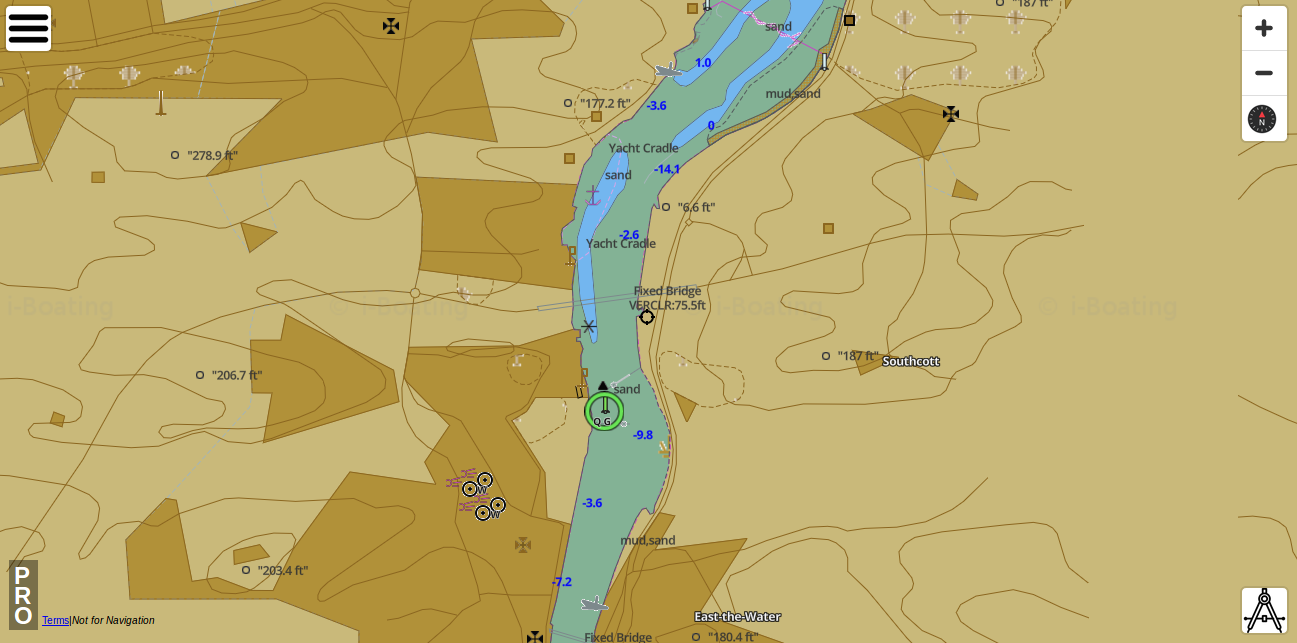 "187 ft"
sand
1.0
mud,sand
"177.2 ft"
-3.6
0
Yacht Cradle
"278.9 ft"
-14.1
sand
"6.6 ft"
-2.6
Yacht Cradle
Fixed Bridge
VERCLR:75.5ft
i-Boating
© i-Boating
i-Boating
© i-Boating
"187 ft"
Southcott
"206.7 ft"
sand
Q.G
-9.8
W
-3.6
W
mud,sand
"203.4 ft"
-7.2
PRO
Terms|Not for Navigation
East-the-Water
Fixed Bridge
"180.4 ft"
N